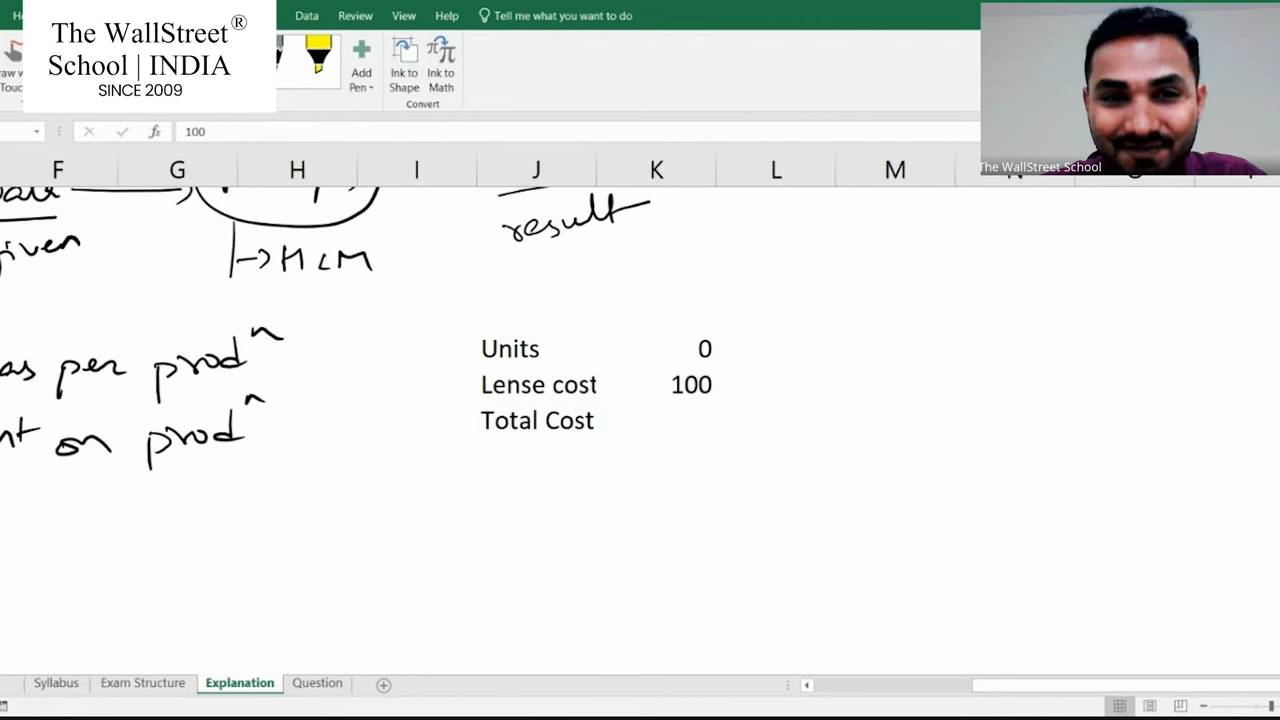 The WallStreet®
School | INDIA
SINCE 2009
Data Review View Help Tell me what you want to do
Add
Pen
Ink to
Shape
Ink to
Math
Convert
fx 100
F G H I J K L M
The WallStreet School
result
given
HCM
Units 0
as per prodⁿ
Lense cost 100
Total Cost
on prodⁿ
Syllabus Exam Structure Explanation Question